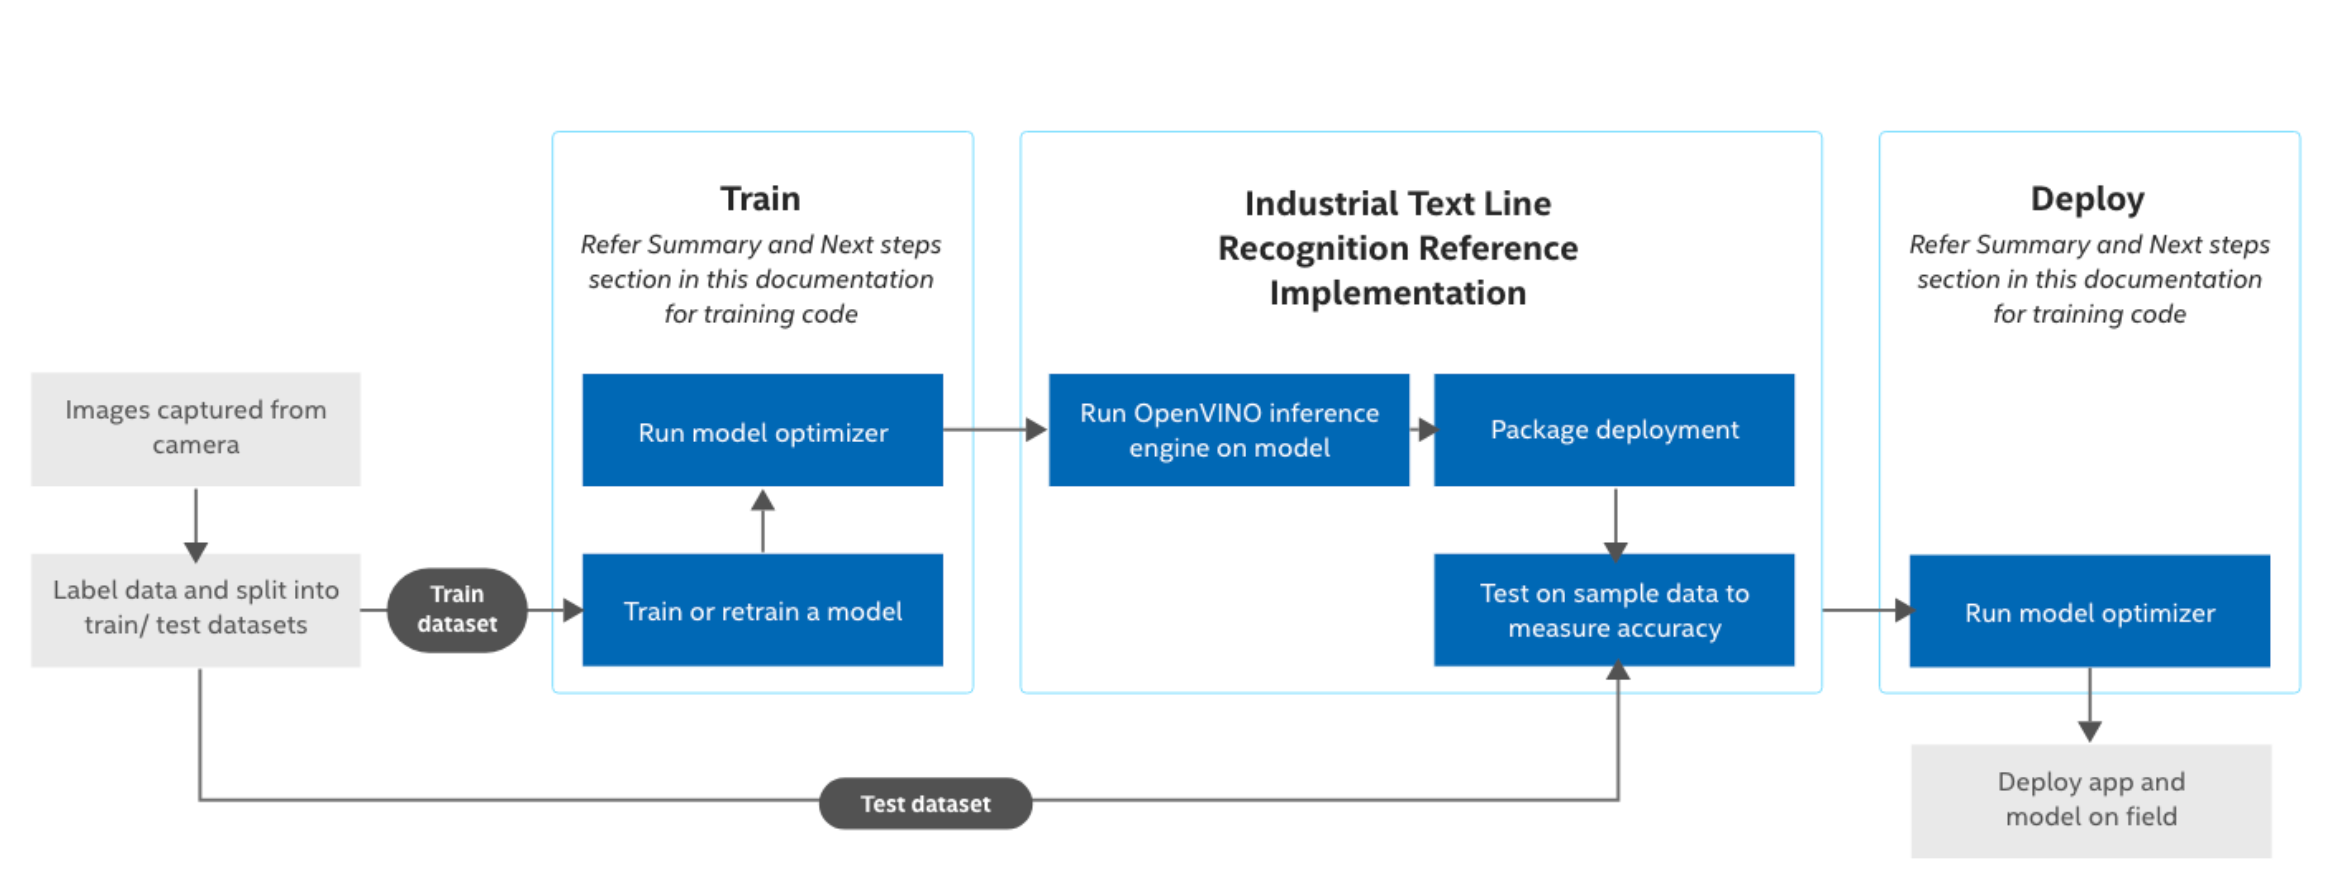 Images captured from
camera
Label data and split into
train/ test datasets
Train
dataset
Train
Refer Summary and Next steps
section in this documentation
for training code
Run model optimizer
Train or retrain a model
Industrial Text Line
Recognition Reference
Implementation
Run OpenVINO inference
engine on model
Package deployment
Test on sample data to
measure accuracy
Test dataset
Deploy
Refer Summary and Next steps
section in this documentation
for training code
Run model optimizer
Deploy app and
model on field